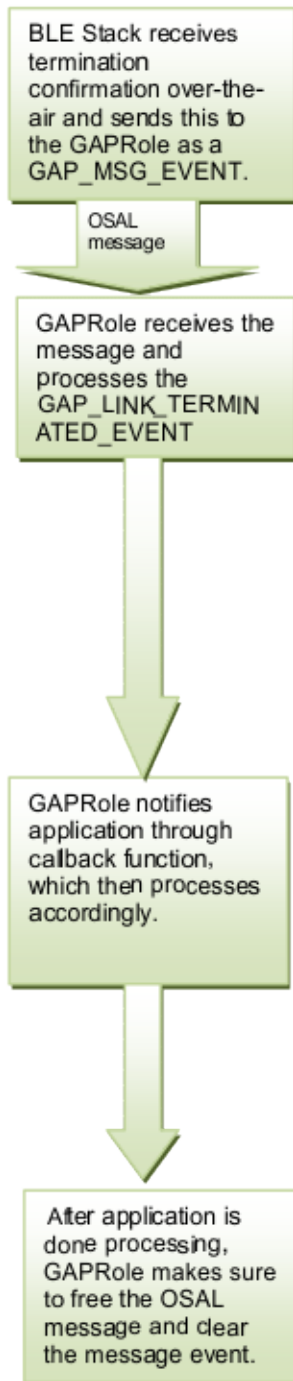 BLE Stack receives
termination
confirmation over-the-
air and sends this to
the GAPRole as a
GAP_MSG_EVENT.
OSAL
message
GAPRole receives the
message and
processes the
GAP_LINK_TERMIN
ATED_EVENT
GAPRole notifies
application through
callback function,
which then processes
accordingly.
After application is
done processing,
GAPRole makes sure
to free the OSAL
message and clear
the message event.